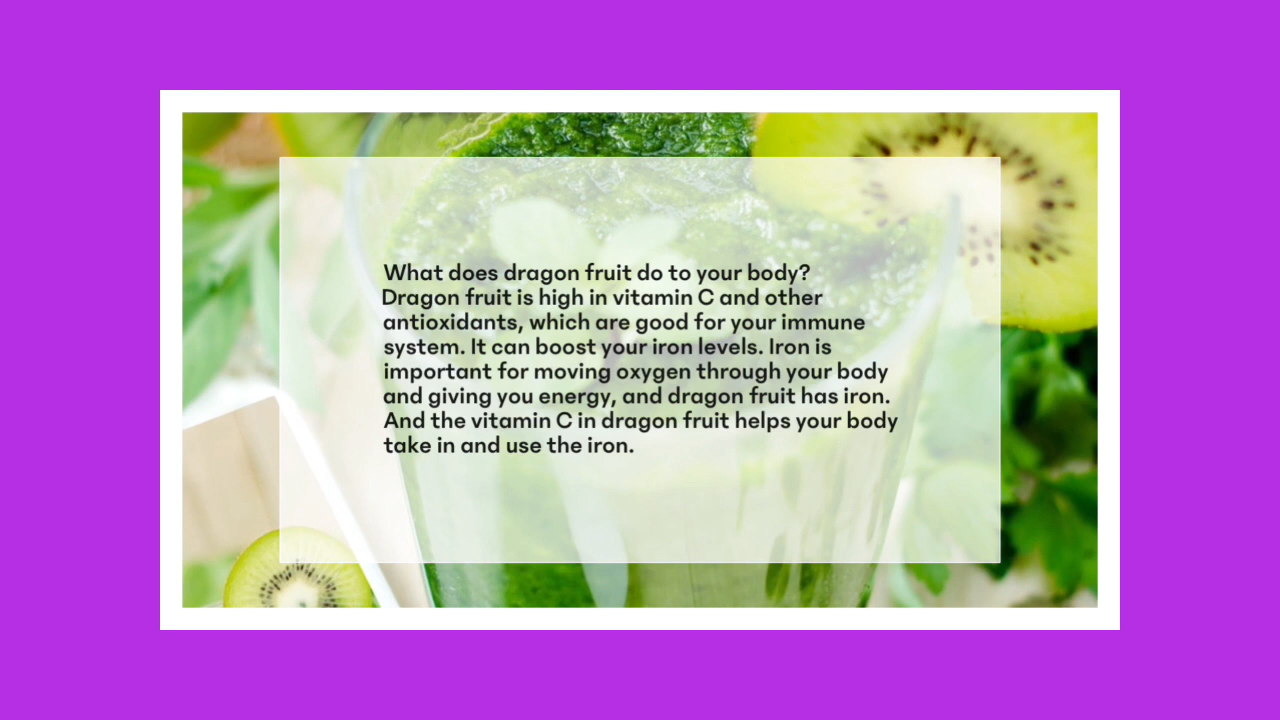 What does dragon fruit do to your body?
Dragon fruit is high in vitamin C and other
antioxidants, which are good for your immune
system. It can boost your iron levels. Iron is
important for moving oxygen through your body
and giving you energy, and dragon fruit has iron.
And the vitamin C in dragon fruit helps your body
take in and use the iron.